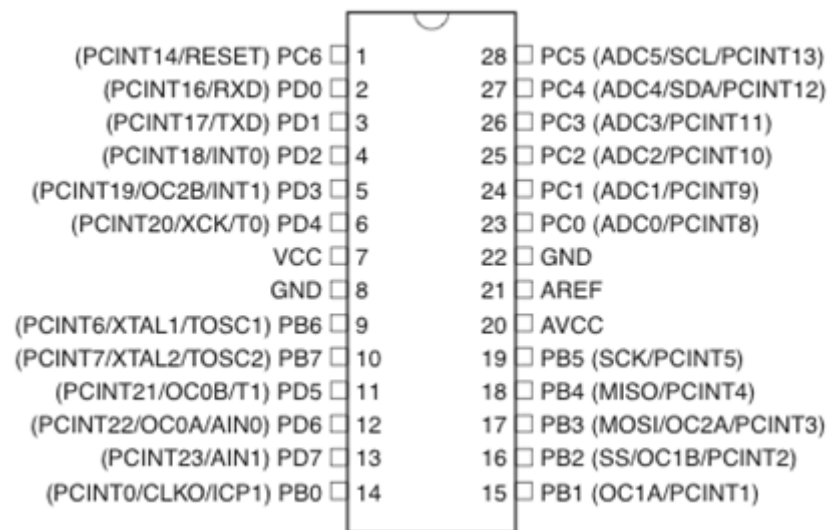 (PCINT14/RESET) PC6 1 28 PC5 (ADC5/SCL/PCINT13)
(PCINT16/RXD) PD0 2 27 PC4 (ADC4/SDA/PCINT12)
(PCINT17/TXD) PD1 3 26 PC3 (ADC3/PCINT11)
(PCINT18/INT0) PD2 4 25 PC2 (ADC2/PCINT10)
(PCINT19/OC2B/INT1) PD3 5 24 PC1 (ADC1/PCINT9)
(PCINT20/XCK/T0) PD4 6 23 PC0 (ADC0/PCINT8)
VCC 7 22 GND
GND 8 21 AREF
(PCINT6/XTAL1/TOSC1) PB6 9 20 AVCC
(PCINT7/XTAL2/TOSC2) PB7 10 19 PB5 (SCK/PCINT5)
(PCINT21/OC0B/T1) PD5 11 18 PB4 (MISO/PCINT4)
(PCINT22/OC0A/AIN0) PD6 12 17 PB3 (MOSI/OC2A/PCINT3)
(PCINT23/AIN1) PD7 13 16 PB2 (SS/OC1B/PCINT2)
(PCINT0/CLKO/ICP1) PB0 14 15 PB1 (OC1A/PCINT1)